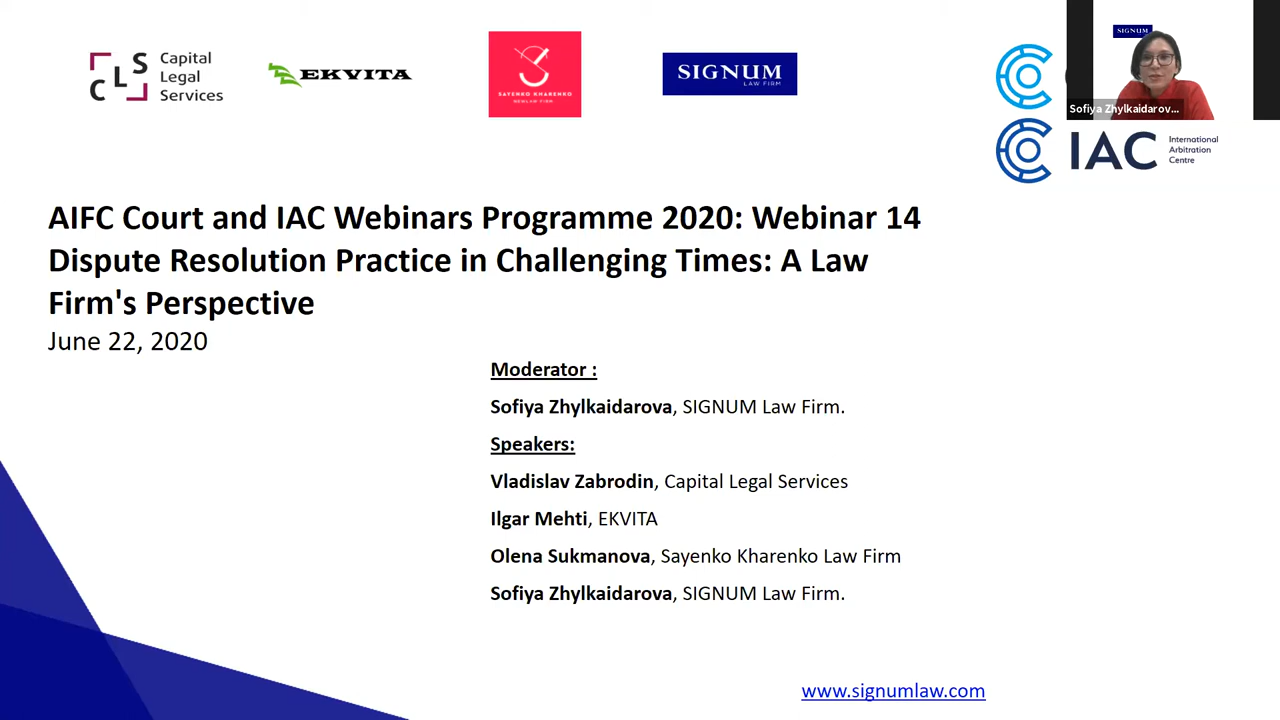 Capital
Legal
Services
CLS
EKVITA
SAYENKO KHARENKO
SIGNUM
LAW FIRM
SIGNUM
Sofiya Zhylkaidarov...
IAC
International
Arbitration
Centre
AIFC Court and IAC Webinars Programme 2020: Webinar 14
Dispute Resolution Practice in Challenging Times: A Law
Firm's Perspective
June 22, 2020
Moderator :
Sofiya Zhylkaidarova, SIGNUM Law Firm.
Speakers:
Vladislav Zabrodin, Capital Legal Services
Ilgar Mehti, EKVITA
Olena Sukmanova, Sayenko Kharenko Law Firm
Sofiya Zhylkaidarova, SIGNUM Law Firm.
www.signumlaw.com